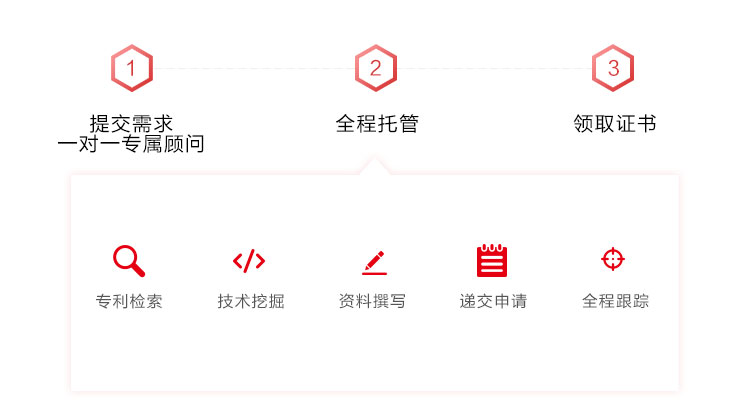 1
2
3
提交需求
一对一专属顾问
全程托管
领取证书
专利检索
技术挖掘
资料撰写
递交申请
全程跟踪